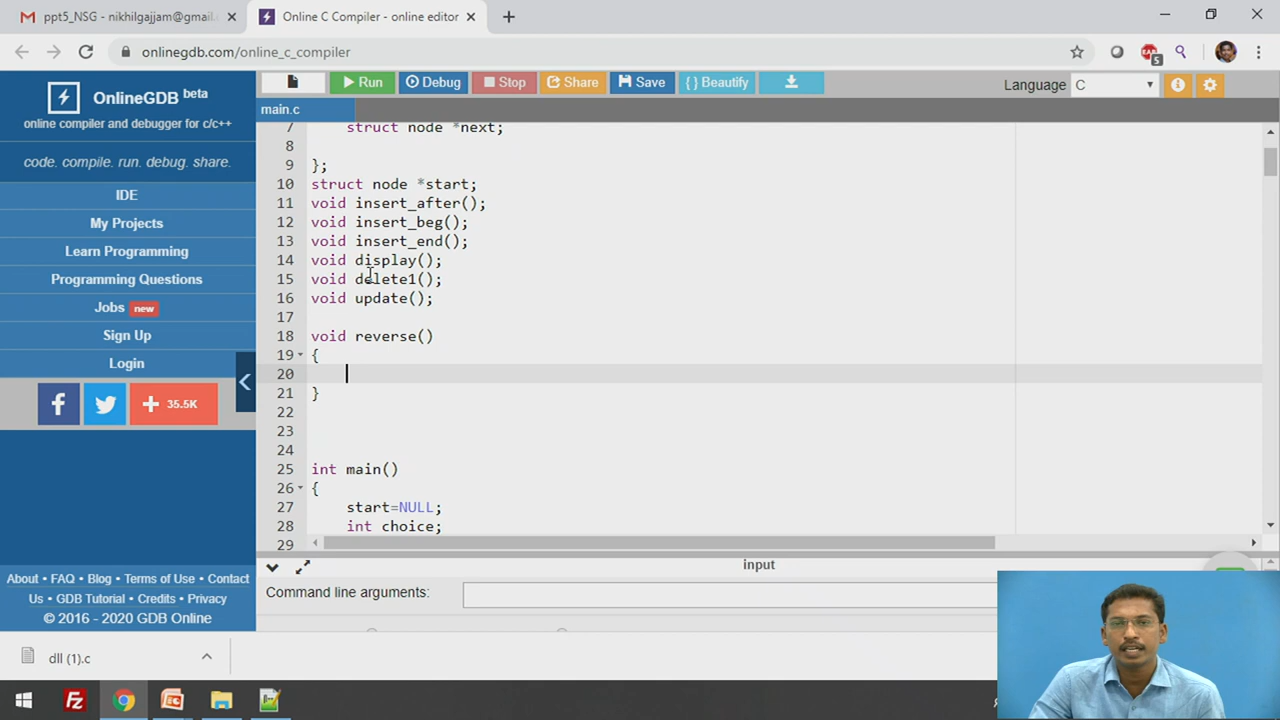 ppt5_NSG - nikhilgajjam@gmail.
Online C Compiler - online editor
onlinegdb.com/online_c_compiler
5
OnlineGDB beta
online compiler and debugger for c/c++
code. compile. run. debug. share.
IDE
My Projects
Learn Programming
Programming Questions
Jobs new
Sign Up
Login
35.5K
About • FAQ • Blog • Terms of Use • Contact
Us • GDB Tutorial • Credits • Privacy
© 2016 - 2020 GDB Online
Run
Debug
Stop
Share
Save
{ } Beautify
Language C
main.c
7 struct node *next;
8
9 };
10 struct node *start;
11 void insert_after();
12 void insert_beg();
13 void insert_end();
14 void display();
15 void delete1();
16 void update();
17
18 void reverse()
19 {
20
21 }
22
23
24
25 int main()
26 {
27 start=NULL;
28 int choice;
29
input
Command line arguments:
dll (1).c